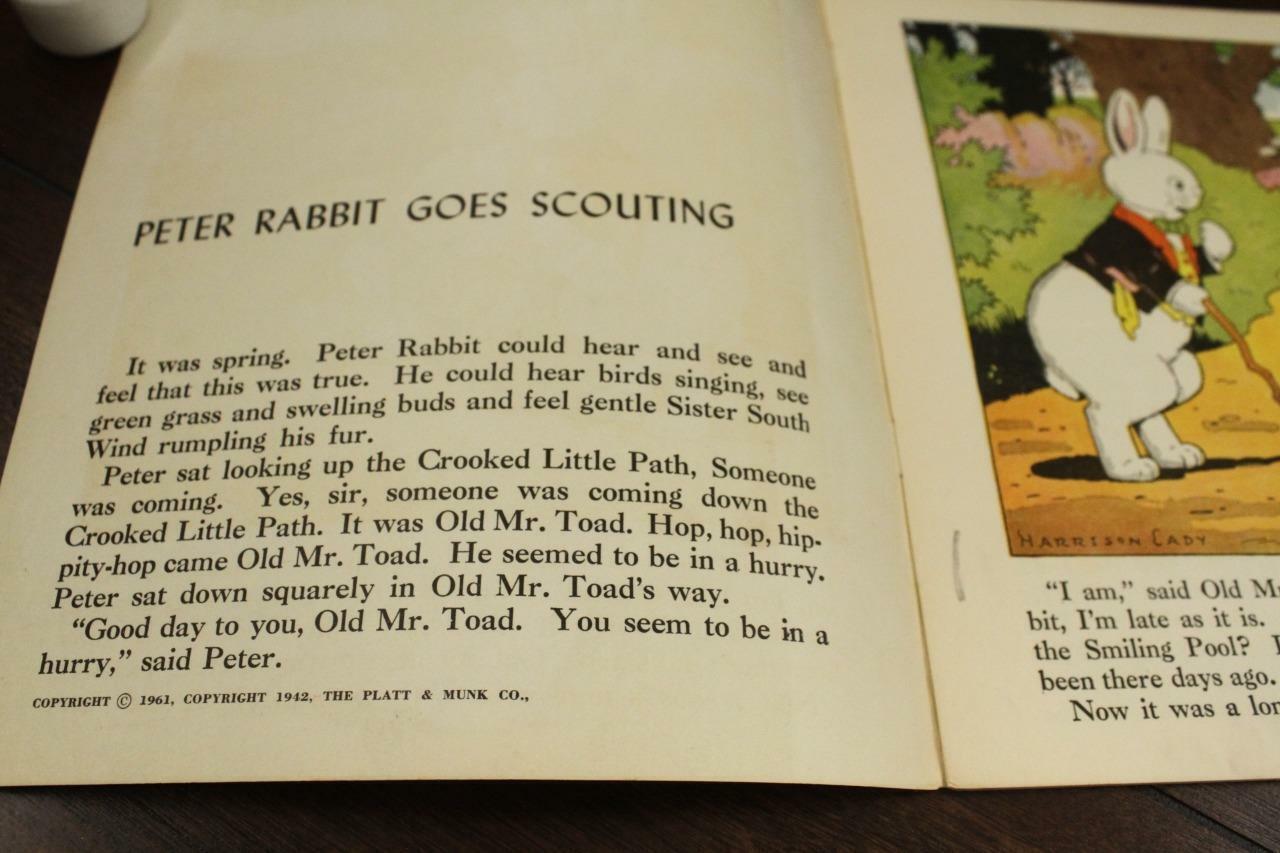 PETER RABBIT GOES SCOUTING
It was spring. Peter Rabbit could hear and see and
feel that this was true. He could hear birds singing, see
green grass and swelling buds and feel gentle Sister South
Wind rumpling his fur.
Peter sat looking up the Crooked Little Path, Someone
was coming. Yes, sir, someone was coming down the
Crooked Little Path. It was Old Mr. Toad. Hop, hop, hip-
pity-hop came Old Mr. Toad. He seemed to be in a hurry.
Peter sat down squarely in Old Mr. Toad's way.
“Good day to you, Old Mr. Toad. You seem to be in a
hurry,” said Peter.
COPYRIGHT © 1961, COPYRIGHT 1942, THE PLATT & MUNK CO.,
HARRISON CADY
“I am,” said Old
bit, I'm late as it is.
the Smiling Pool?
been there days ago.
Now it was a